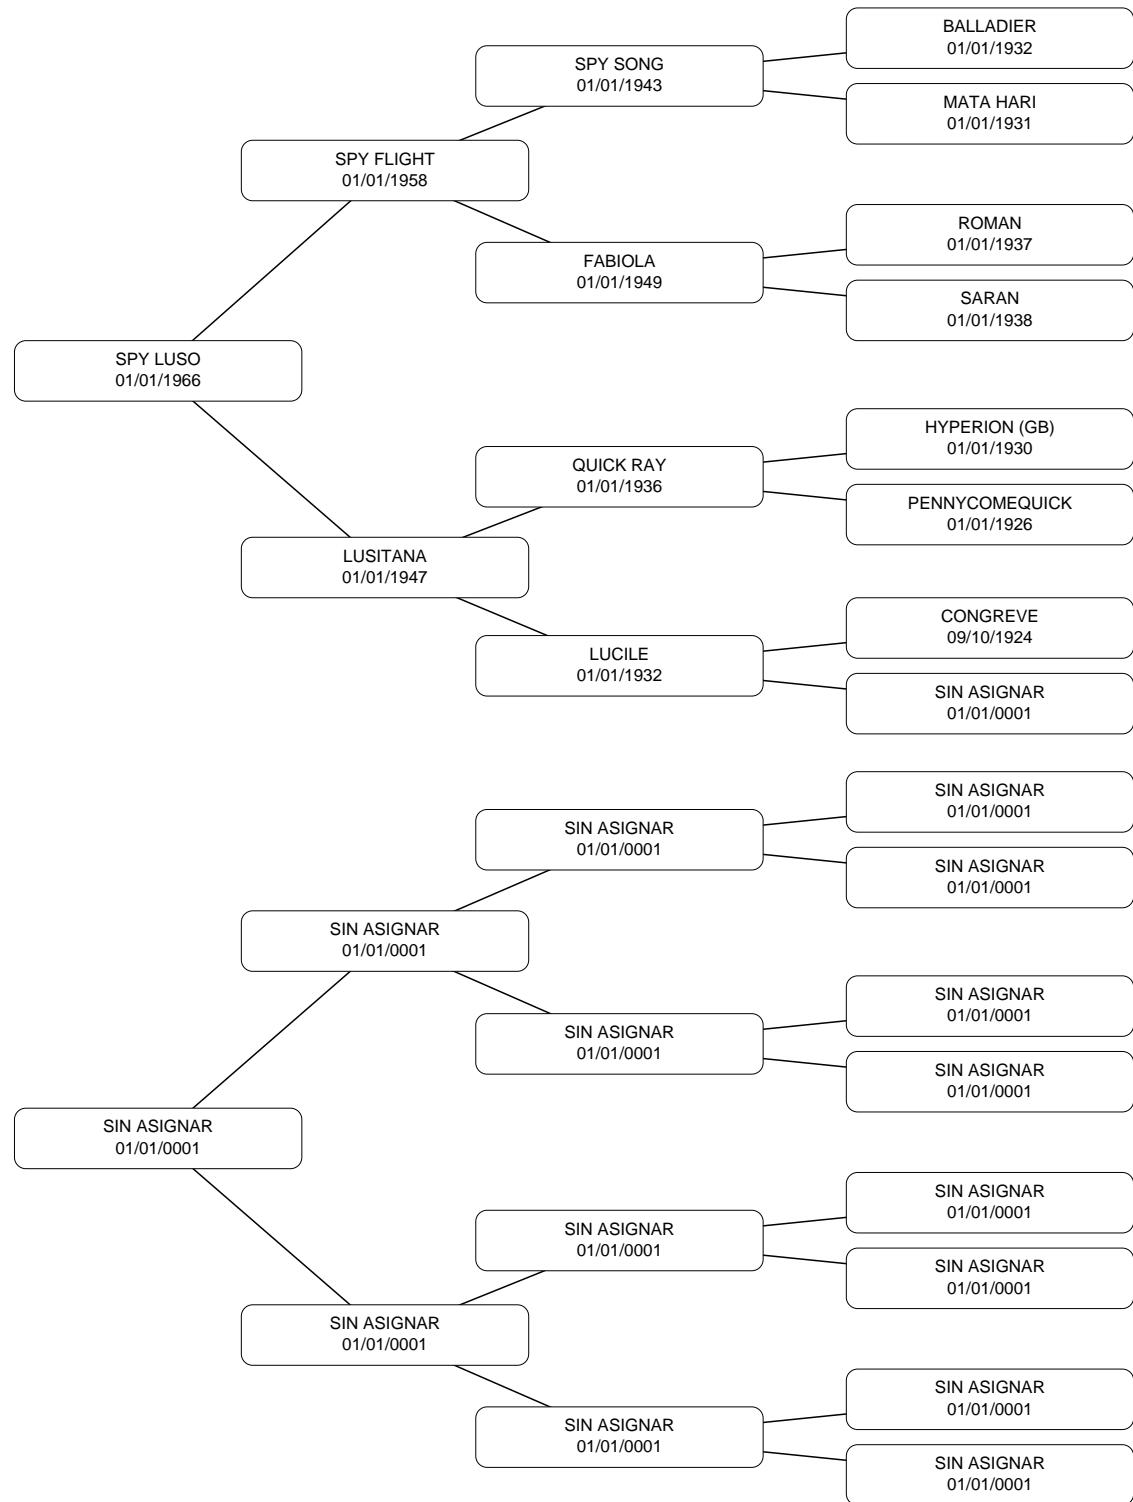 BALLADIER
01/01/1932
SPY SONG
01/01/1943
MATA HARI
01/01/1931
SPY FLIGHT
01/01/1958
ROMAN
01/01/1937
FABIOLA
01/01/1949
SARAN
01/01/1938
SPY LUSO
01/01/1966
HYPERION (GB)
01/01/1930
QUICK RAY
01/01/1936
PENNYCOMEQUICK
01/01/1926
LUSITANA
01/01/1947
CONGREVE
09/10/1924
LUCILE
01/01/1932
SIN ASIGNAR
01/01/0001
SIN ASIGNAR
01/01/0001
SIN ASIGNAR
01/01/0001
SIN ASIGNAR
01/01/0001
SIN ASIGNAR
01/01/0001
SIN ASIGNAR
01/01/0001
SIN ASIGNAR
01/01/0001
SIN ASIGNAR
01/01/0001
SIN ASIGNAR
01/01/0001
SIN ASIGNAR
01/01/0001
SIN ASIGNAR
01/01/0001
SIN ASIGNAR
01/01/0001
SIN ASIGNAR
01/01/0001
SIN ASIGNAR
01/01/0001
SIN ASIGNAR
01/01/0001
SIN ASIGNAR
01/01/0001